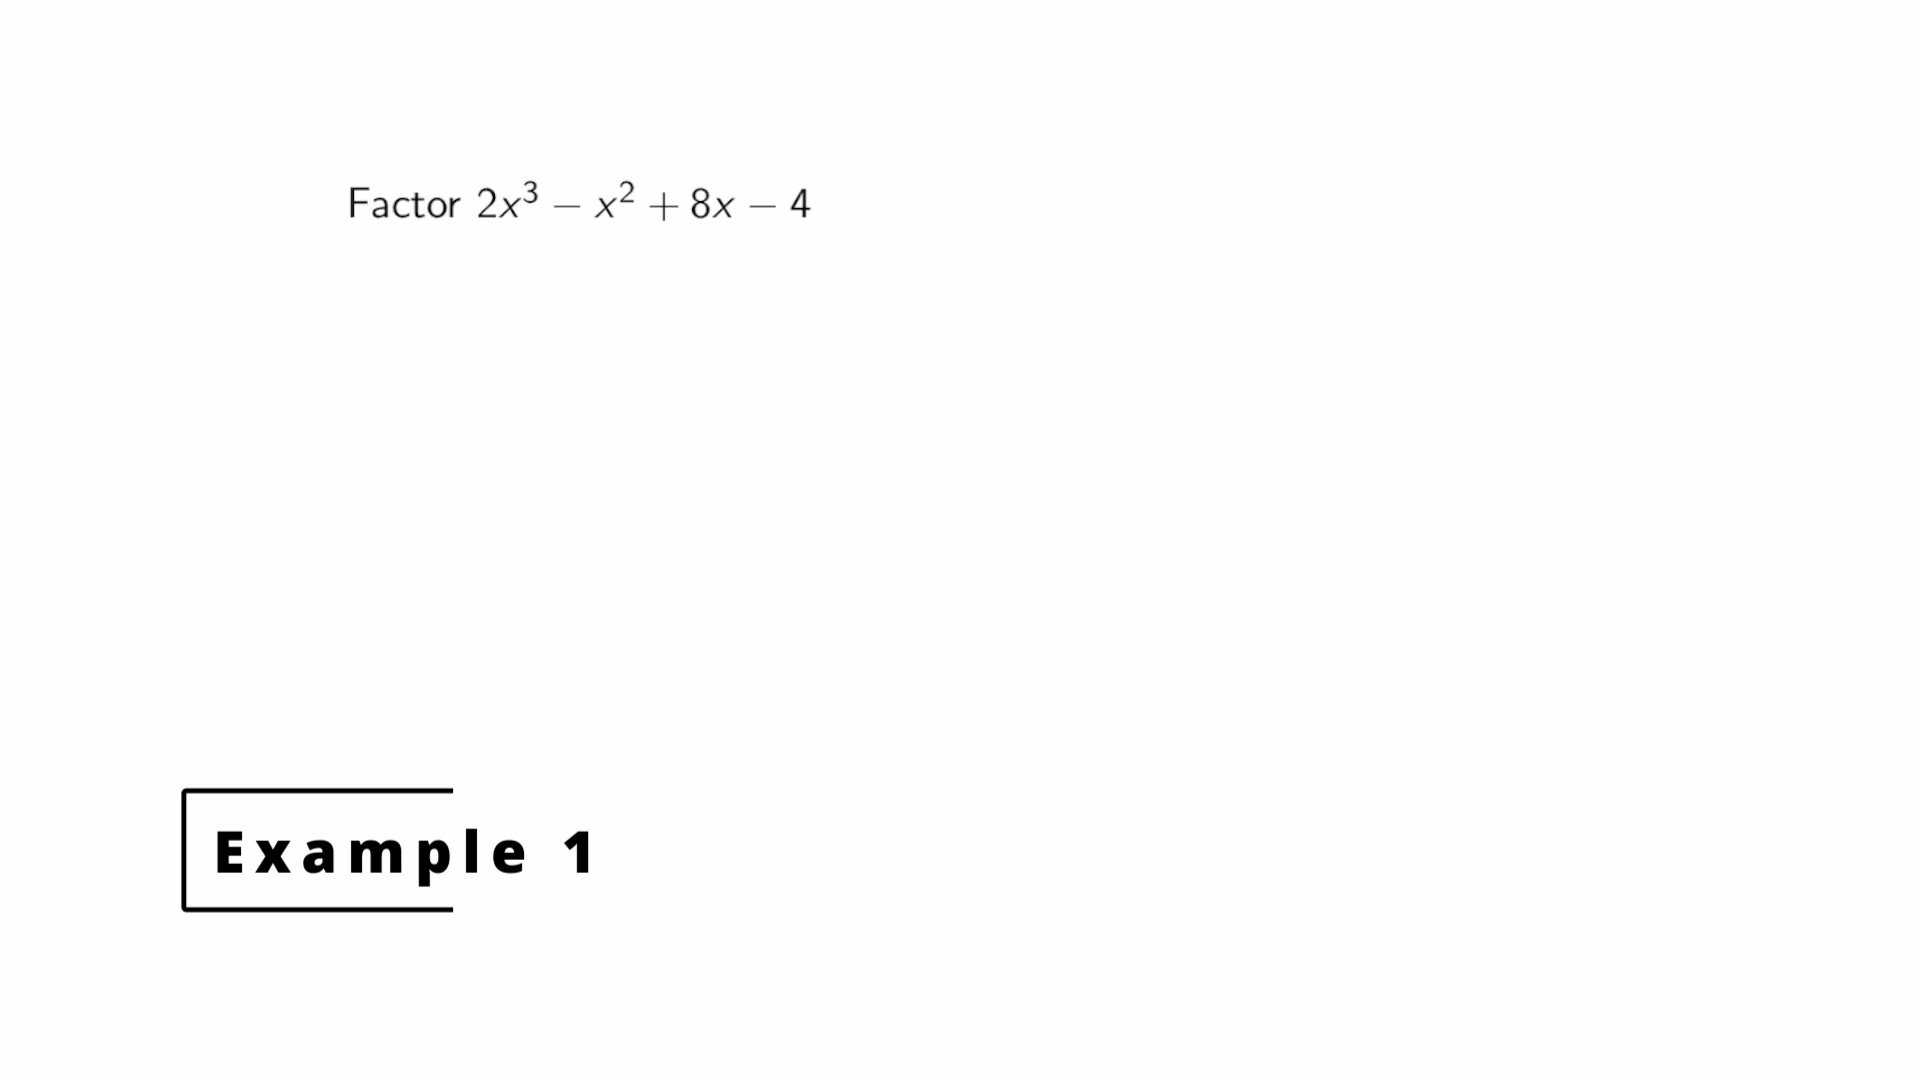 Factor 2x³ − x² + 8x − 4
Example 1